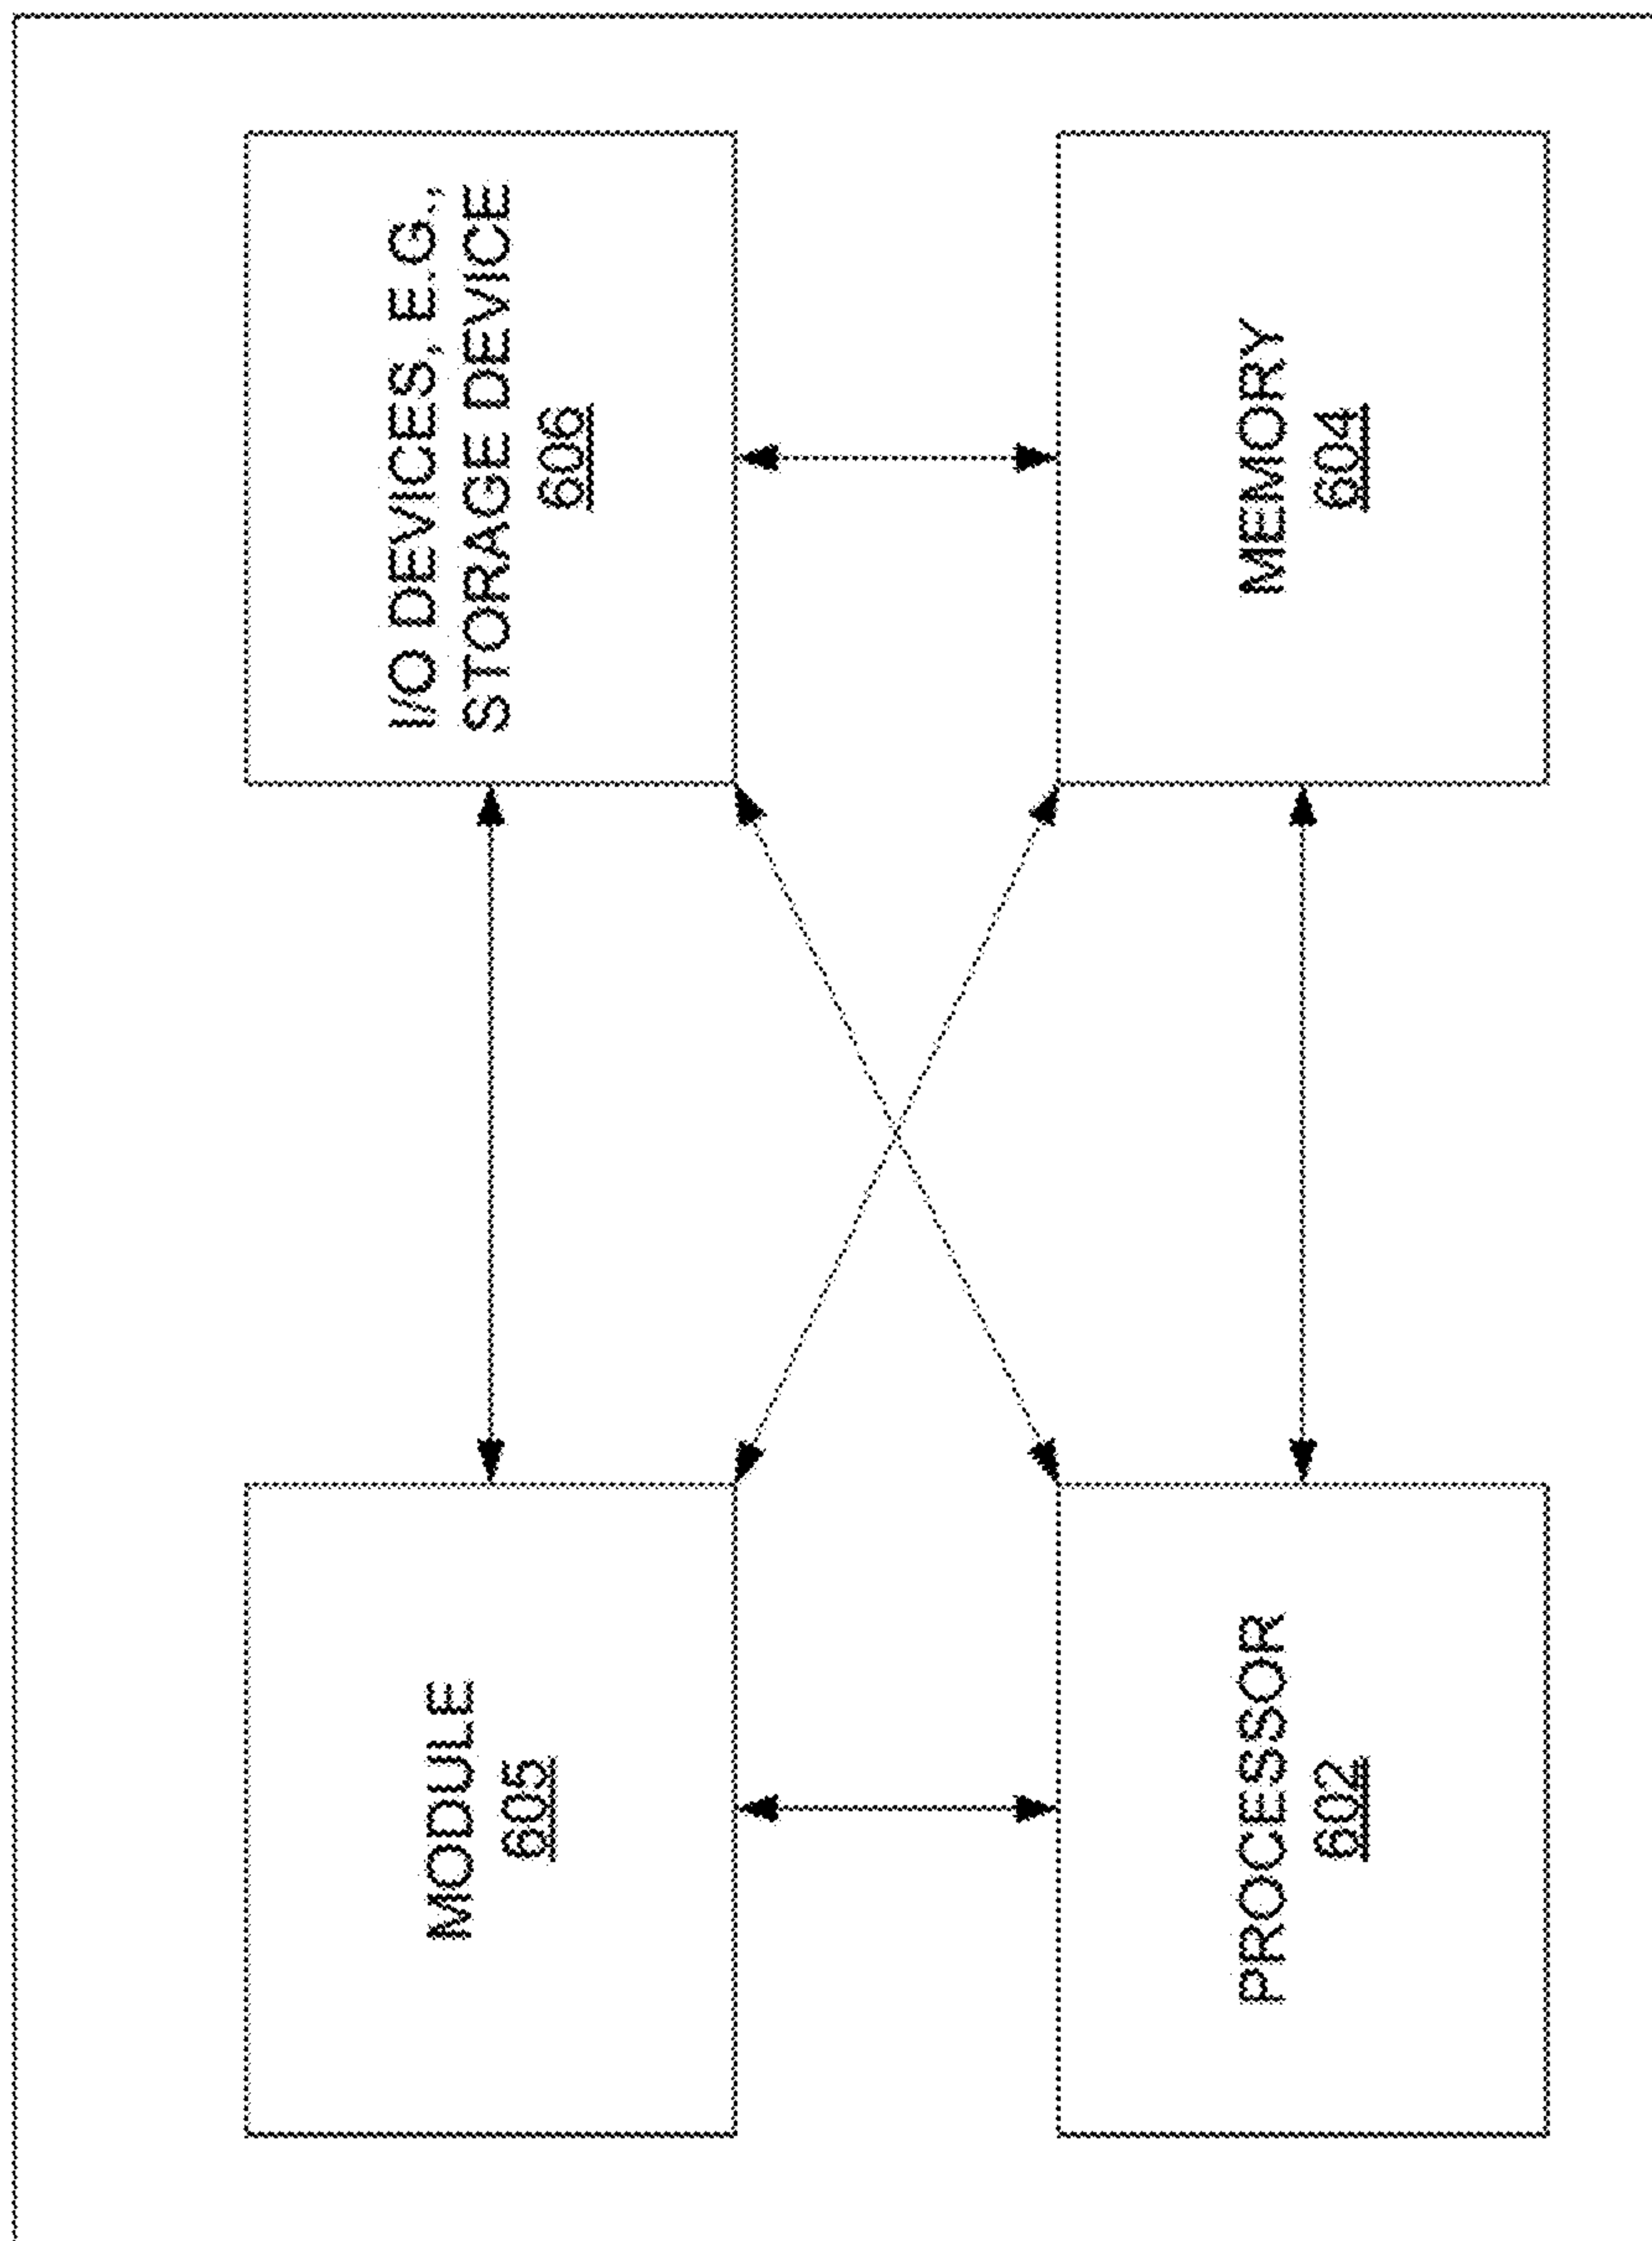 MODULE
605
I/O DEVICES, E.G.,
STORAGE DEVICE
606
PROCESSOR
602
MEMORY
604